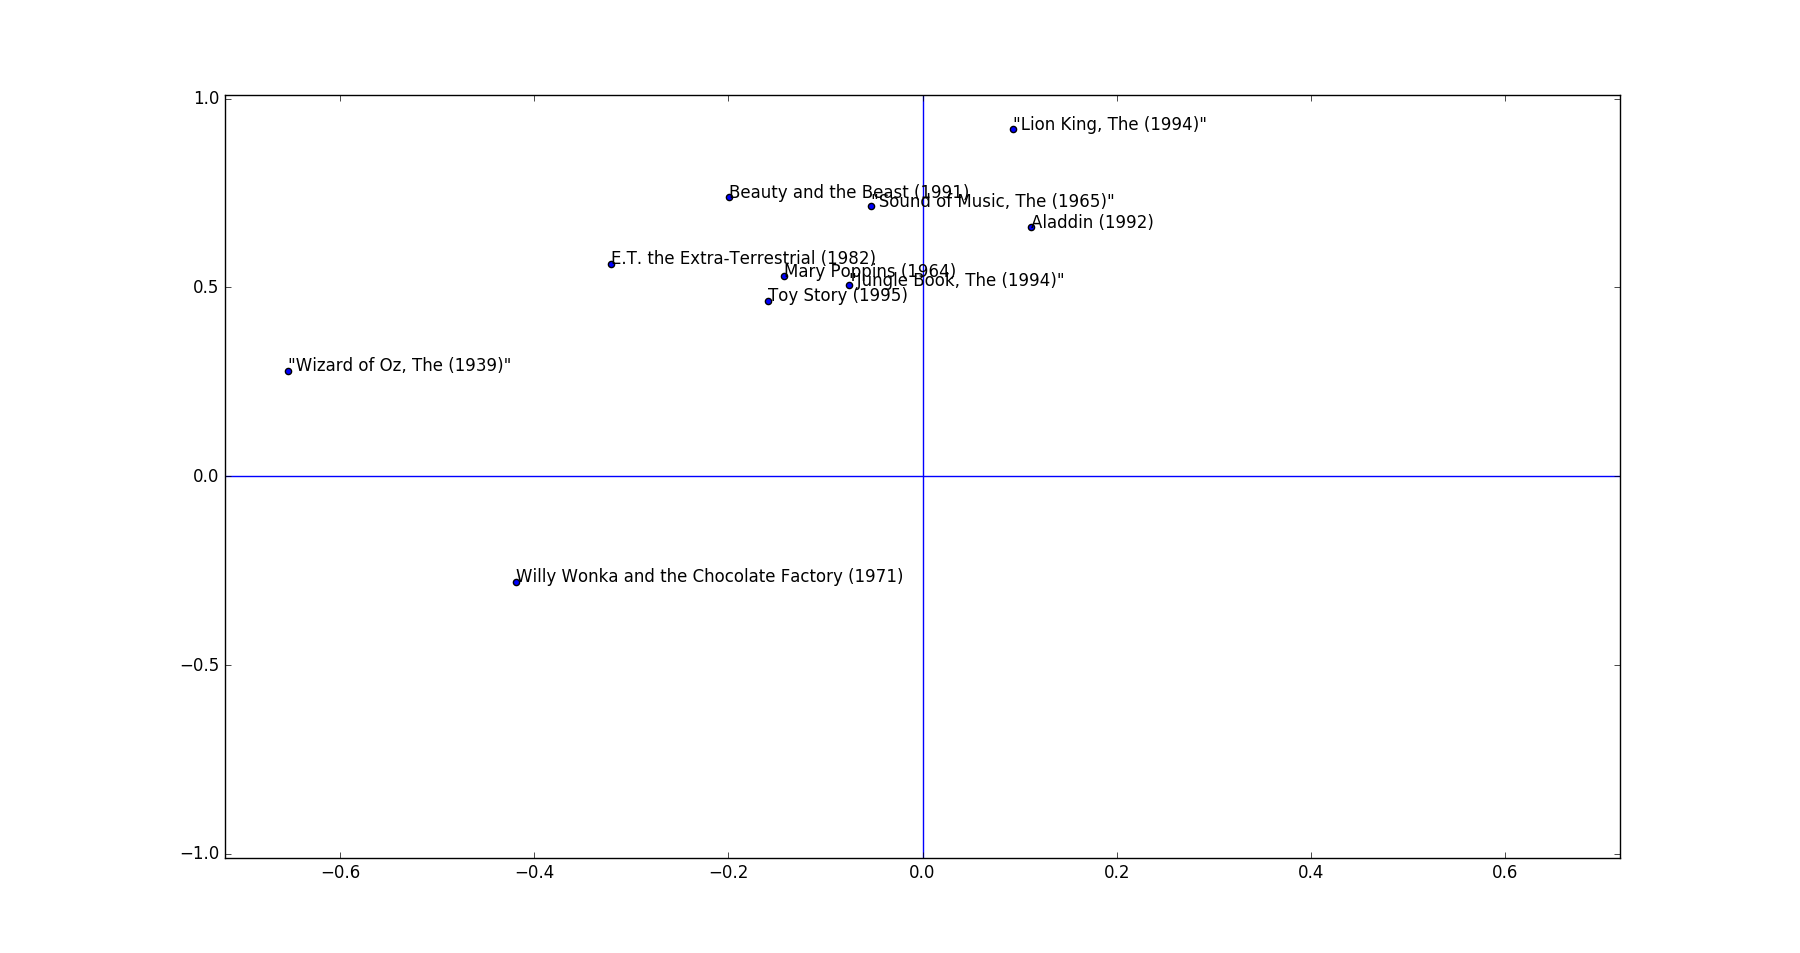 1.0
"Lion King, The (1994)"
Beauty and the Beast (1991)
"Sound of Music, The (1965)"
Aladdin (1992)
E.T. the Extra-Terrestrial (1982)
Mary Poppins (1964)
"Jungle Book, The (1994)"
0.5
Toy Story (1995)
"Wizard of Oz, The (1939)"
0.0
Willy Wonka and the Chocolate Factory (1971)
−0.5
−1.0
−0.6 −0.4 −0.2 0.0 0.2 0.4 0.6